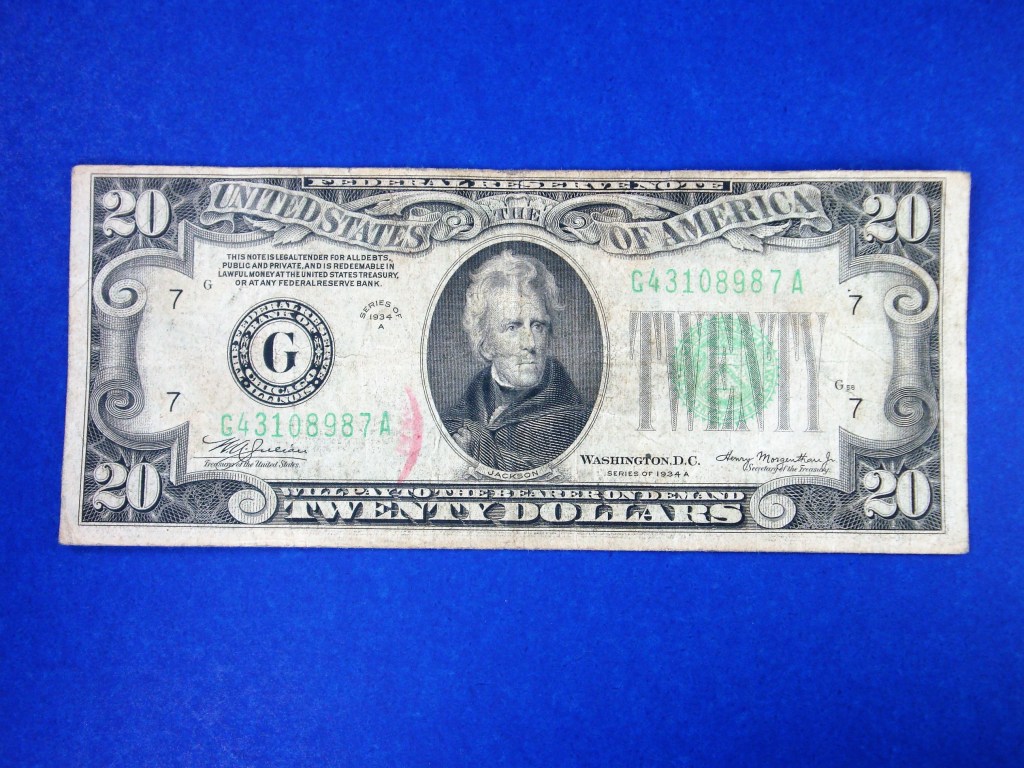 FEDERAL RESERVE NOTE
20 UNITED STATES THE OF AMERICA 20
THIS NOTE IS LEGAL TENDER FOR ALL DEBTS,
PUBLIC AND PRIVATE, AND IS REDEEMABLE IN
LAWFUL MONEY AT THE UNITED STATES TREASURY,
OR AT ANY FEDERAL RESERVE BANK.
G
7
SERIES OF
1934
A
G43108987A
7
FEDERAL RESERVE
BANK OF
G
CHICAGO
ILLINOIS
TWENTY
G58
7
7
G43108987A
Treasurer of the United States.
JACKSON
WASHINGTON, D.C.
SERIES OF 1934 A
Henry Morgenthau Jr.
Secretary of the Treasury.
20 WILL PAY TO THE BEARER ON DEMAND 20
TWENTY DOLLARS